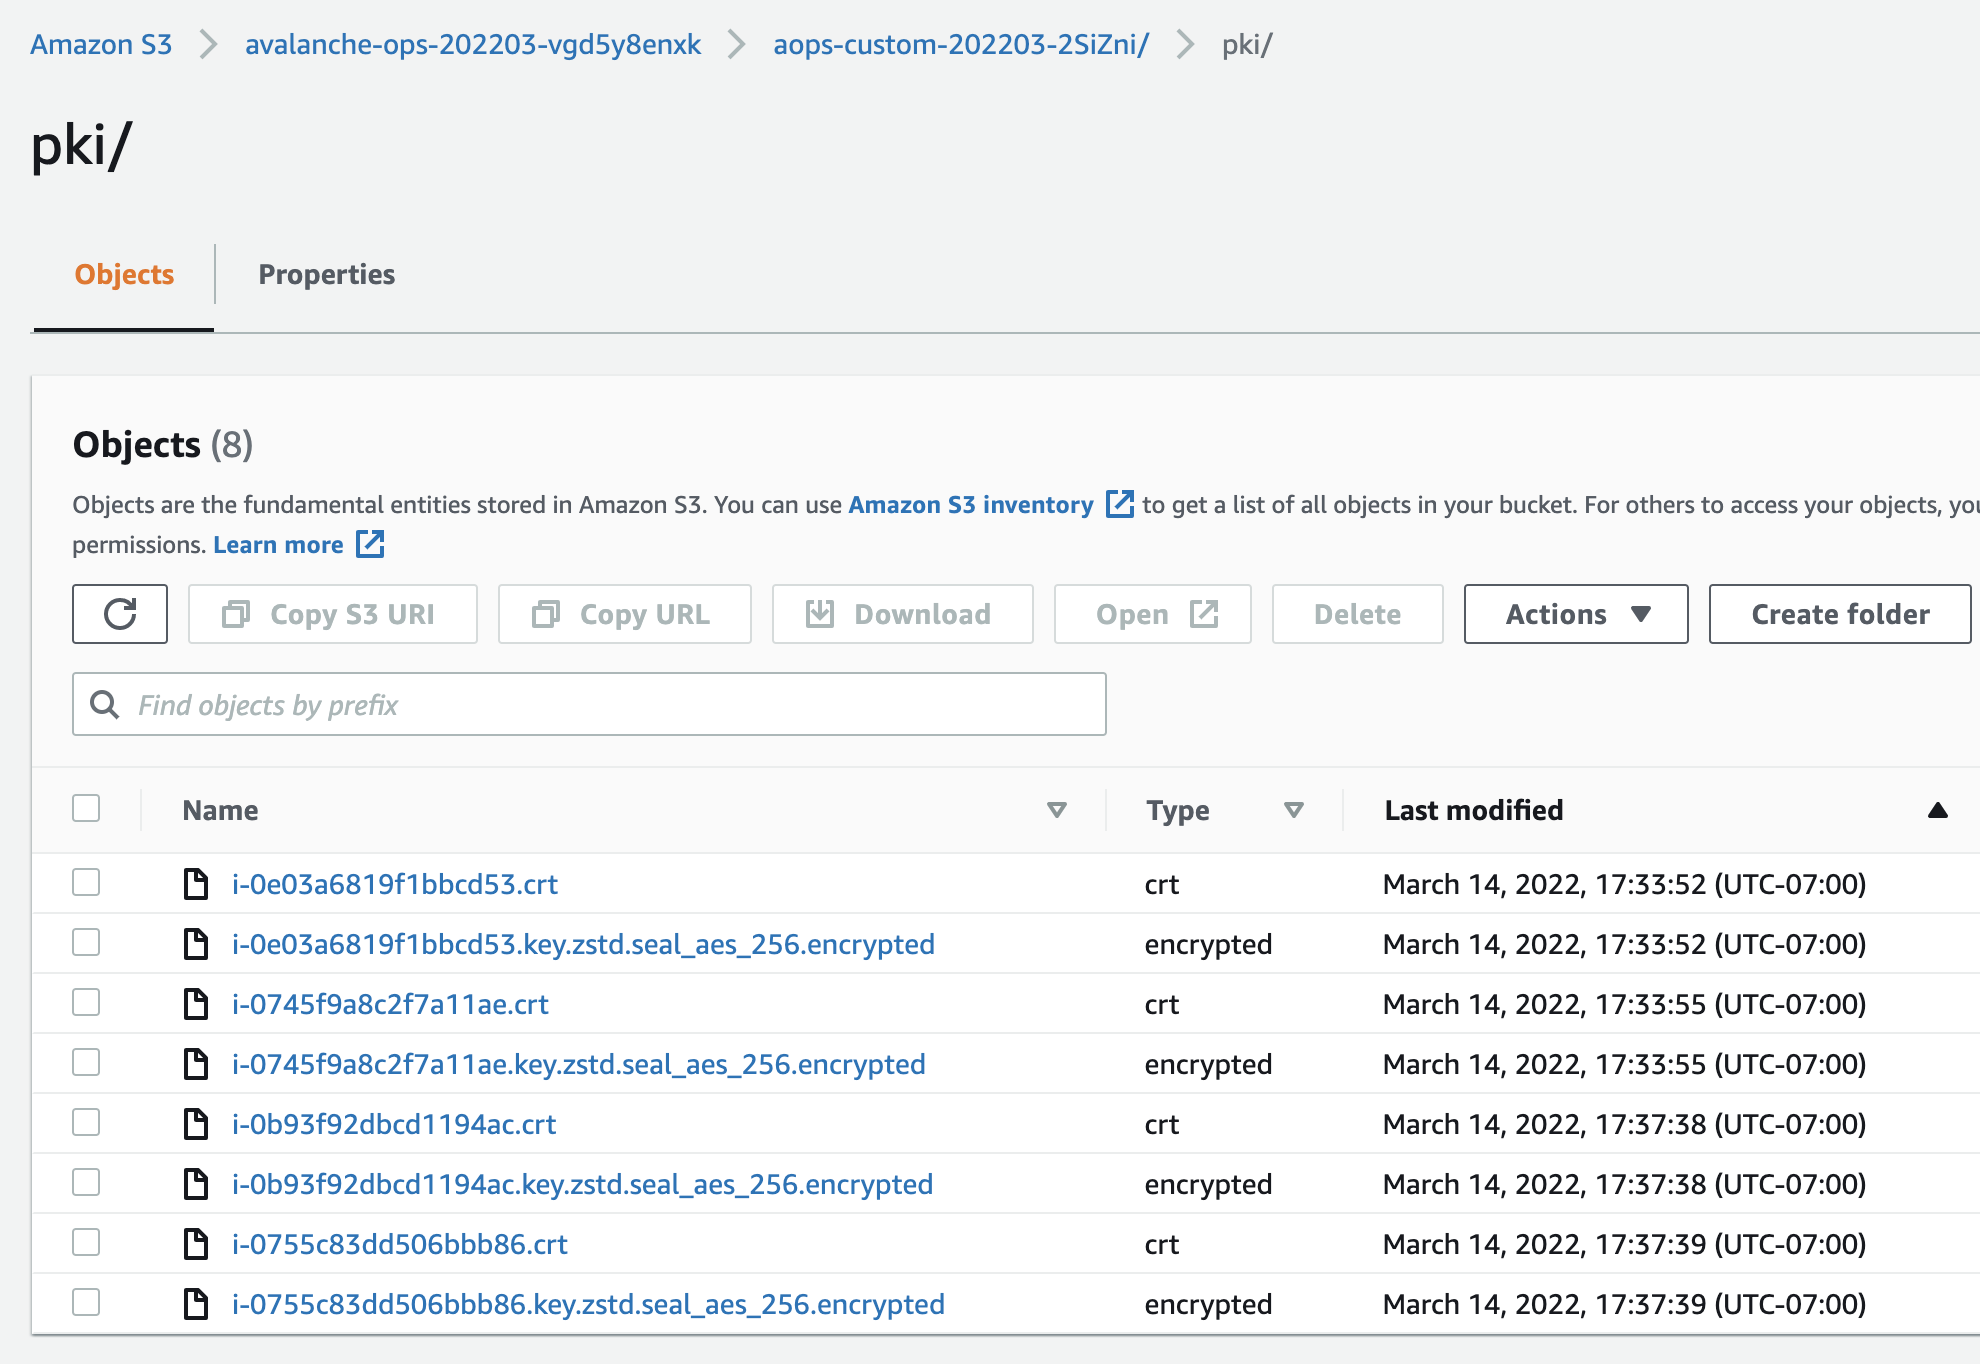 Amazon S3 avalanche-ops-202203-vgd5y8enxk aops-custom-202203-2SiZni/ pki/
pki/
Objects Properties
Objects (8)
Objects are the fundamental entities stored in Amazon S3. You can use Amazon S3 inventory to get a list of all objects in your bucket. For others to access your objects,
permissions. Learn more
Copy S3 URI Copy URL Download Open Delete Actions Create folder
Find objects by prefix
Name Type Last modified
i-0e03a6819f1bbcd53.crt crt March 14, 2022, 17:33:52 (UTC-07:00)
i-0e03a6819f1bbcd53.key.zstd.seal_aes_256.encrypted encrypted March 14, 2022, 17:33:52 (UTC-07:00)
i-0745f9a8c2f7a11ae.crt crt March 14, 2022, 17:33:55 (UTC-07:00)
i-0745f9a8c2f7a11ae.key.zstd.seal_aes_256.encrypted encrypted March 14, 2022, 17:33:55 (UTC-07:00)
i-0b93f92dbcd1194ac.crt crt March 14, 2022, 17:37:38 (UTC-07:00)
i-0b93f92dbcd1194ac.key.zstd.seal_aes_256.encrypted encrypted March 14, 2022, 17:37:38 (UTC-07:00)
i-0755c83dd506bbb86.crt crt March 14, 2022, 17:37:39 (UTC-07:00)
i-0755c83dd506bbb86.key.zstd.seal_aes_256.encrypted encrypted March 14, 2022, 17:37:39 (UTC-07:00)